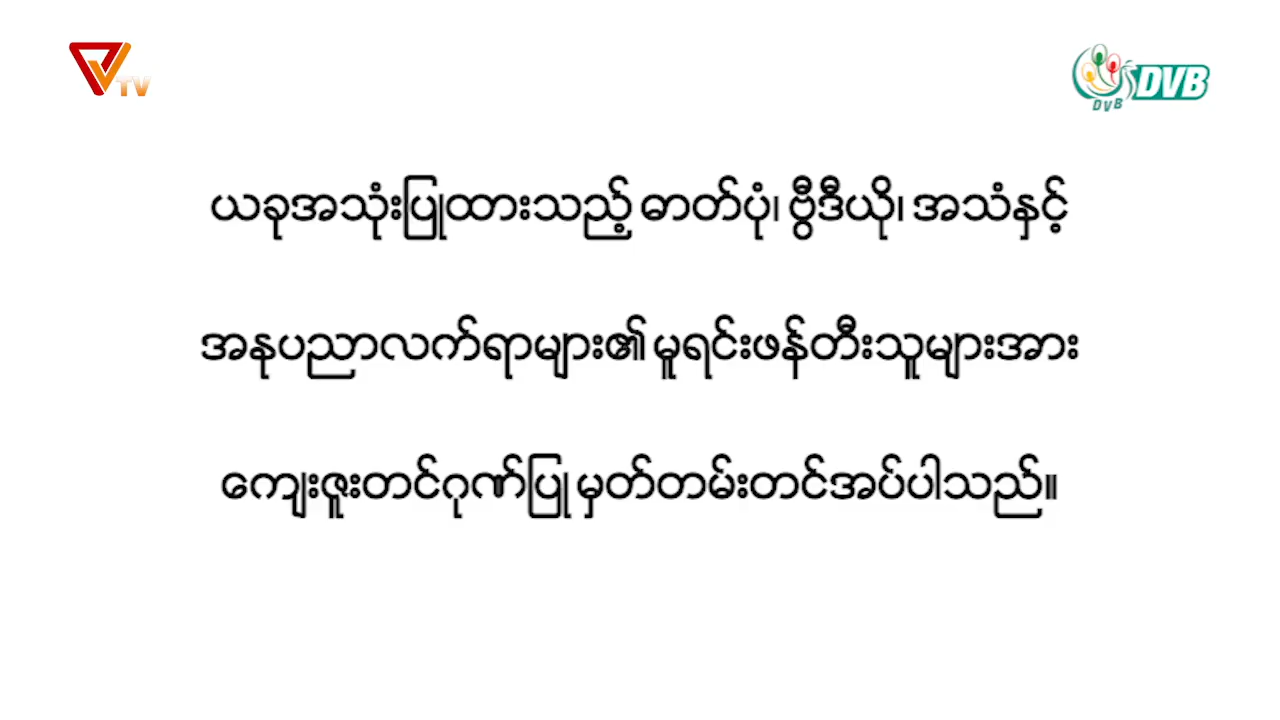 TV
DVB
DVB
ယခုအသုံးပြုထားသည့် ဓာတ်ပုံ၊ ဗွီဒီယို၊ အသံနှင့်
အနုပညာလက်ရာများ၏ မူရင်းဖန်တီးသူများအား
ကျေးဇူးတင်ဂုဏ်ပြု မှတ်တမ်းတင်အပ်ပါသည်။